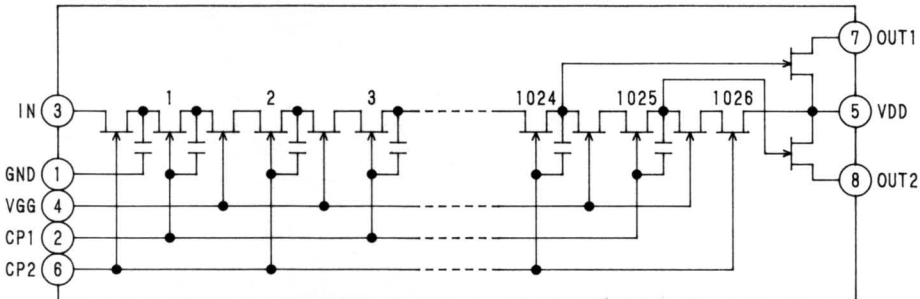 7 OUT1
1 2 3 1024 1025 1026
IN 3
5 VDD
GND 1
8 OUT2
VGG 4
CP1 2
CP2 6